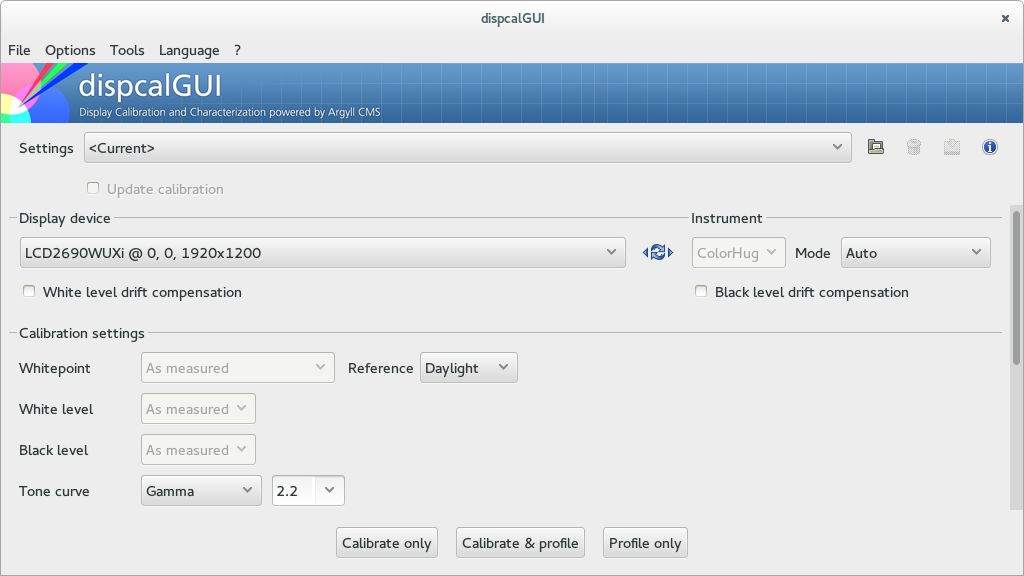 dispcalGUI
File Options Tools Language ?
dispcalGUI
Display Calibration and Characterization powered by Argyll CMS
Settings <Current>
Update calibration
Display device Instrument
LCD2690WUXi @ 0, 0, 1920x1200 ColorHug Mode Auto
White level drift compensation Black level drift compensation
Calibration settings
Whitepoint As measured Reference Daylight
White level As measured
Black level As measured
Tone curve Gamma 2.2
Calibrate only Calibrate & profile Profile only